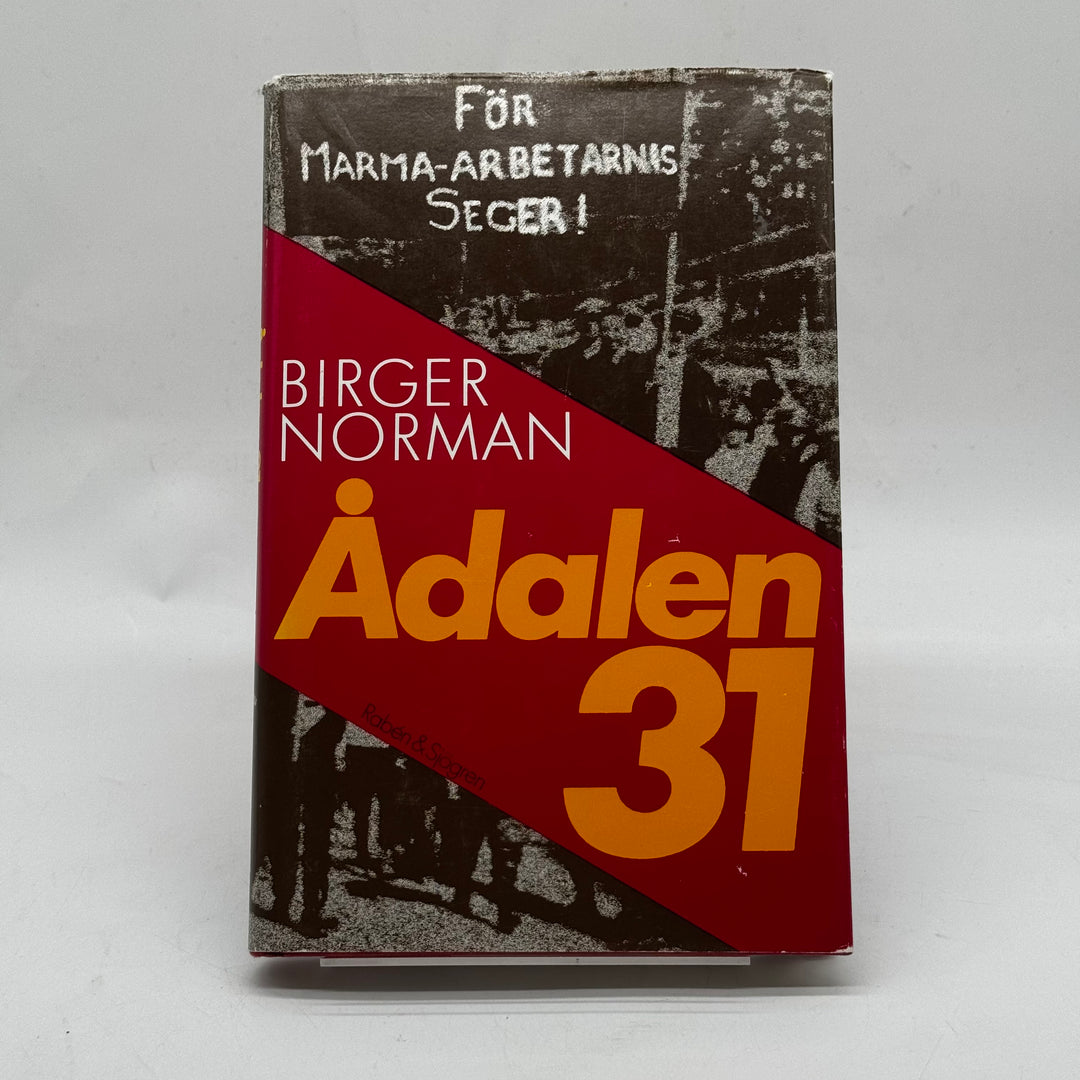 FÖR
MARMA-ARBETARNIS
SEGER!
BIRGER
NORMAN
Ådalen
31
Rabén & Sjögren